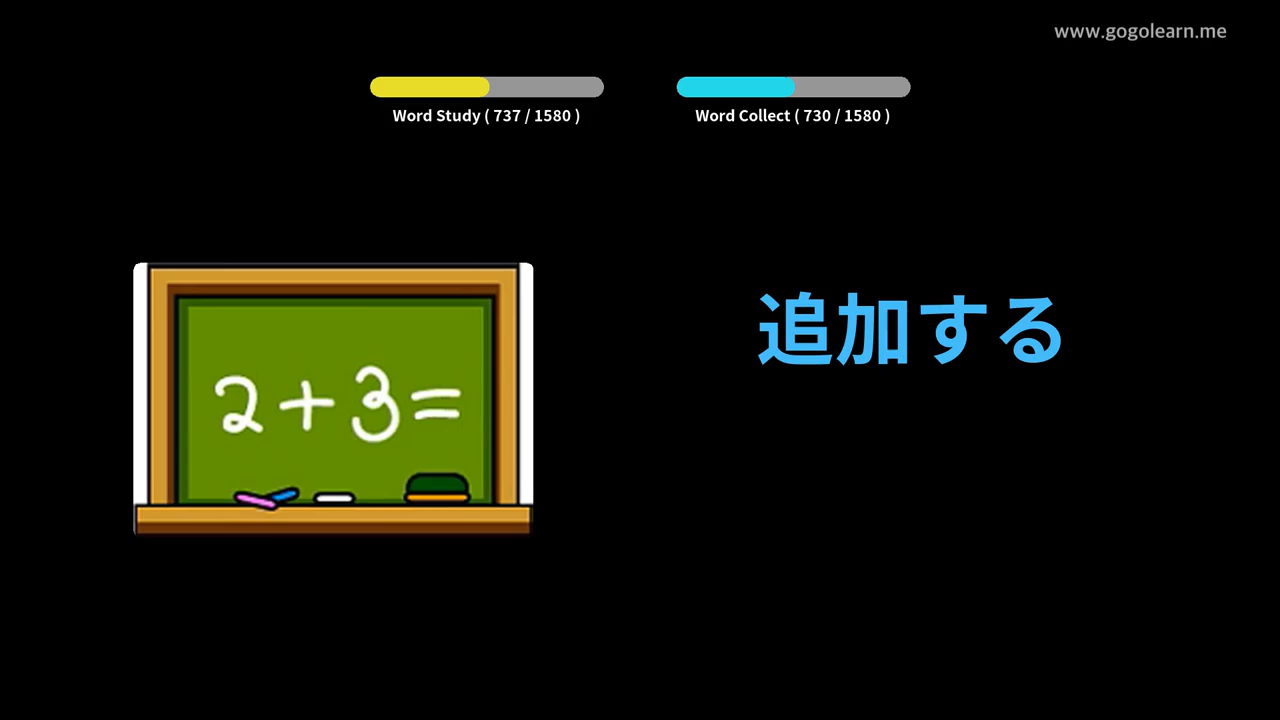 www.gogolearn.me
Word Study ( 737 / 1580 )
Word Collect ( 730 / 1580 )
追加する
2+3=